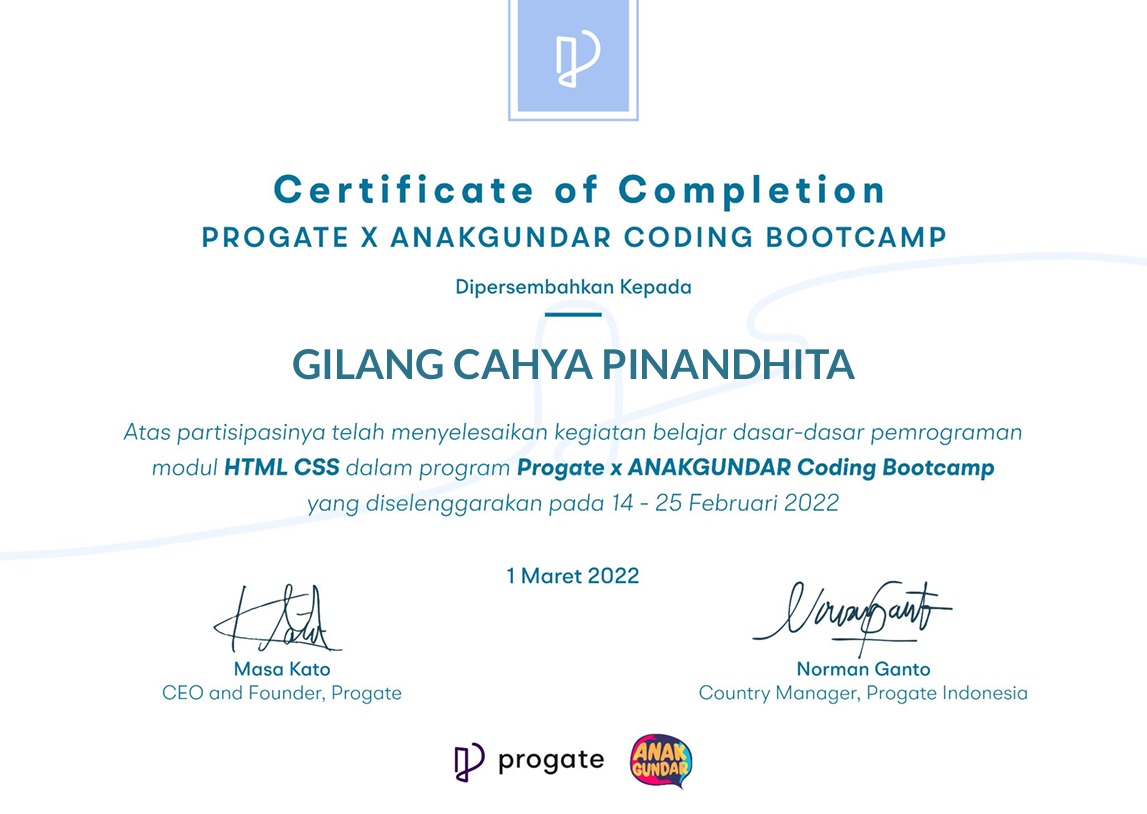 Certificate of Completion
PROGATE X ANAKGUNDAR CODING BOOTCAMP
Dipersembahkan Kepada
GILANG CAHYA PINANDHITA
Atas partisipasinya telah menyelesaikan kegiatan belajar dasar-dasar pemrograman
modul HTML CSS dalam program Progate x ANAKGUNDAR Coding Bootcamp
yang diselenggarakan pada 14 - 25 Februari 2022
1 Maret 2022
Masa Kato
CEO and Founder, Progate
Norman Ganto
Country Manager, Progate Indonesia
progate
ANAK
GUNDAR